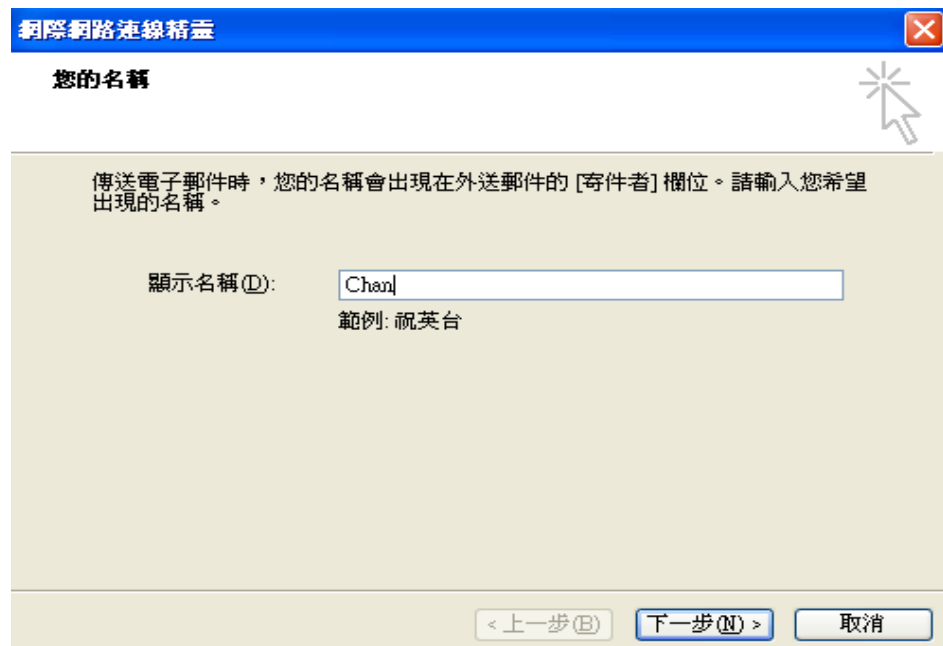 網際網路連線精靈
您的名稱
傳送電子郵件時，您的名稱會出現在外送郵件的 [寄件者] 欄位。請輸入您希望
出現的名稱。
顯示名稱(D): Chan
範例: 祝英台
< 上一步(B) 下一步(N) > 取消